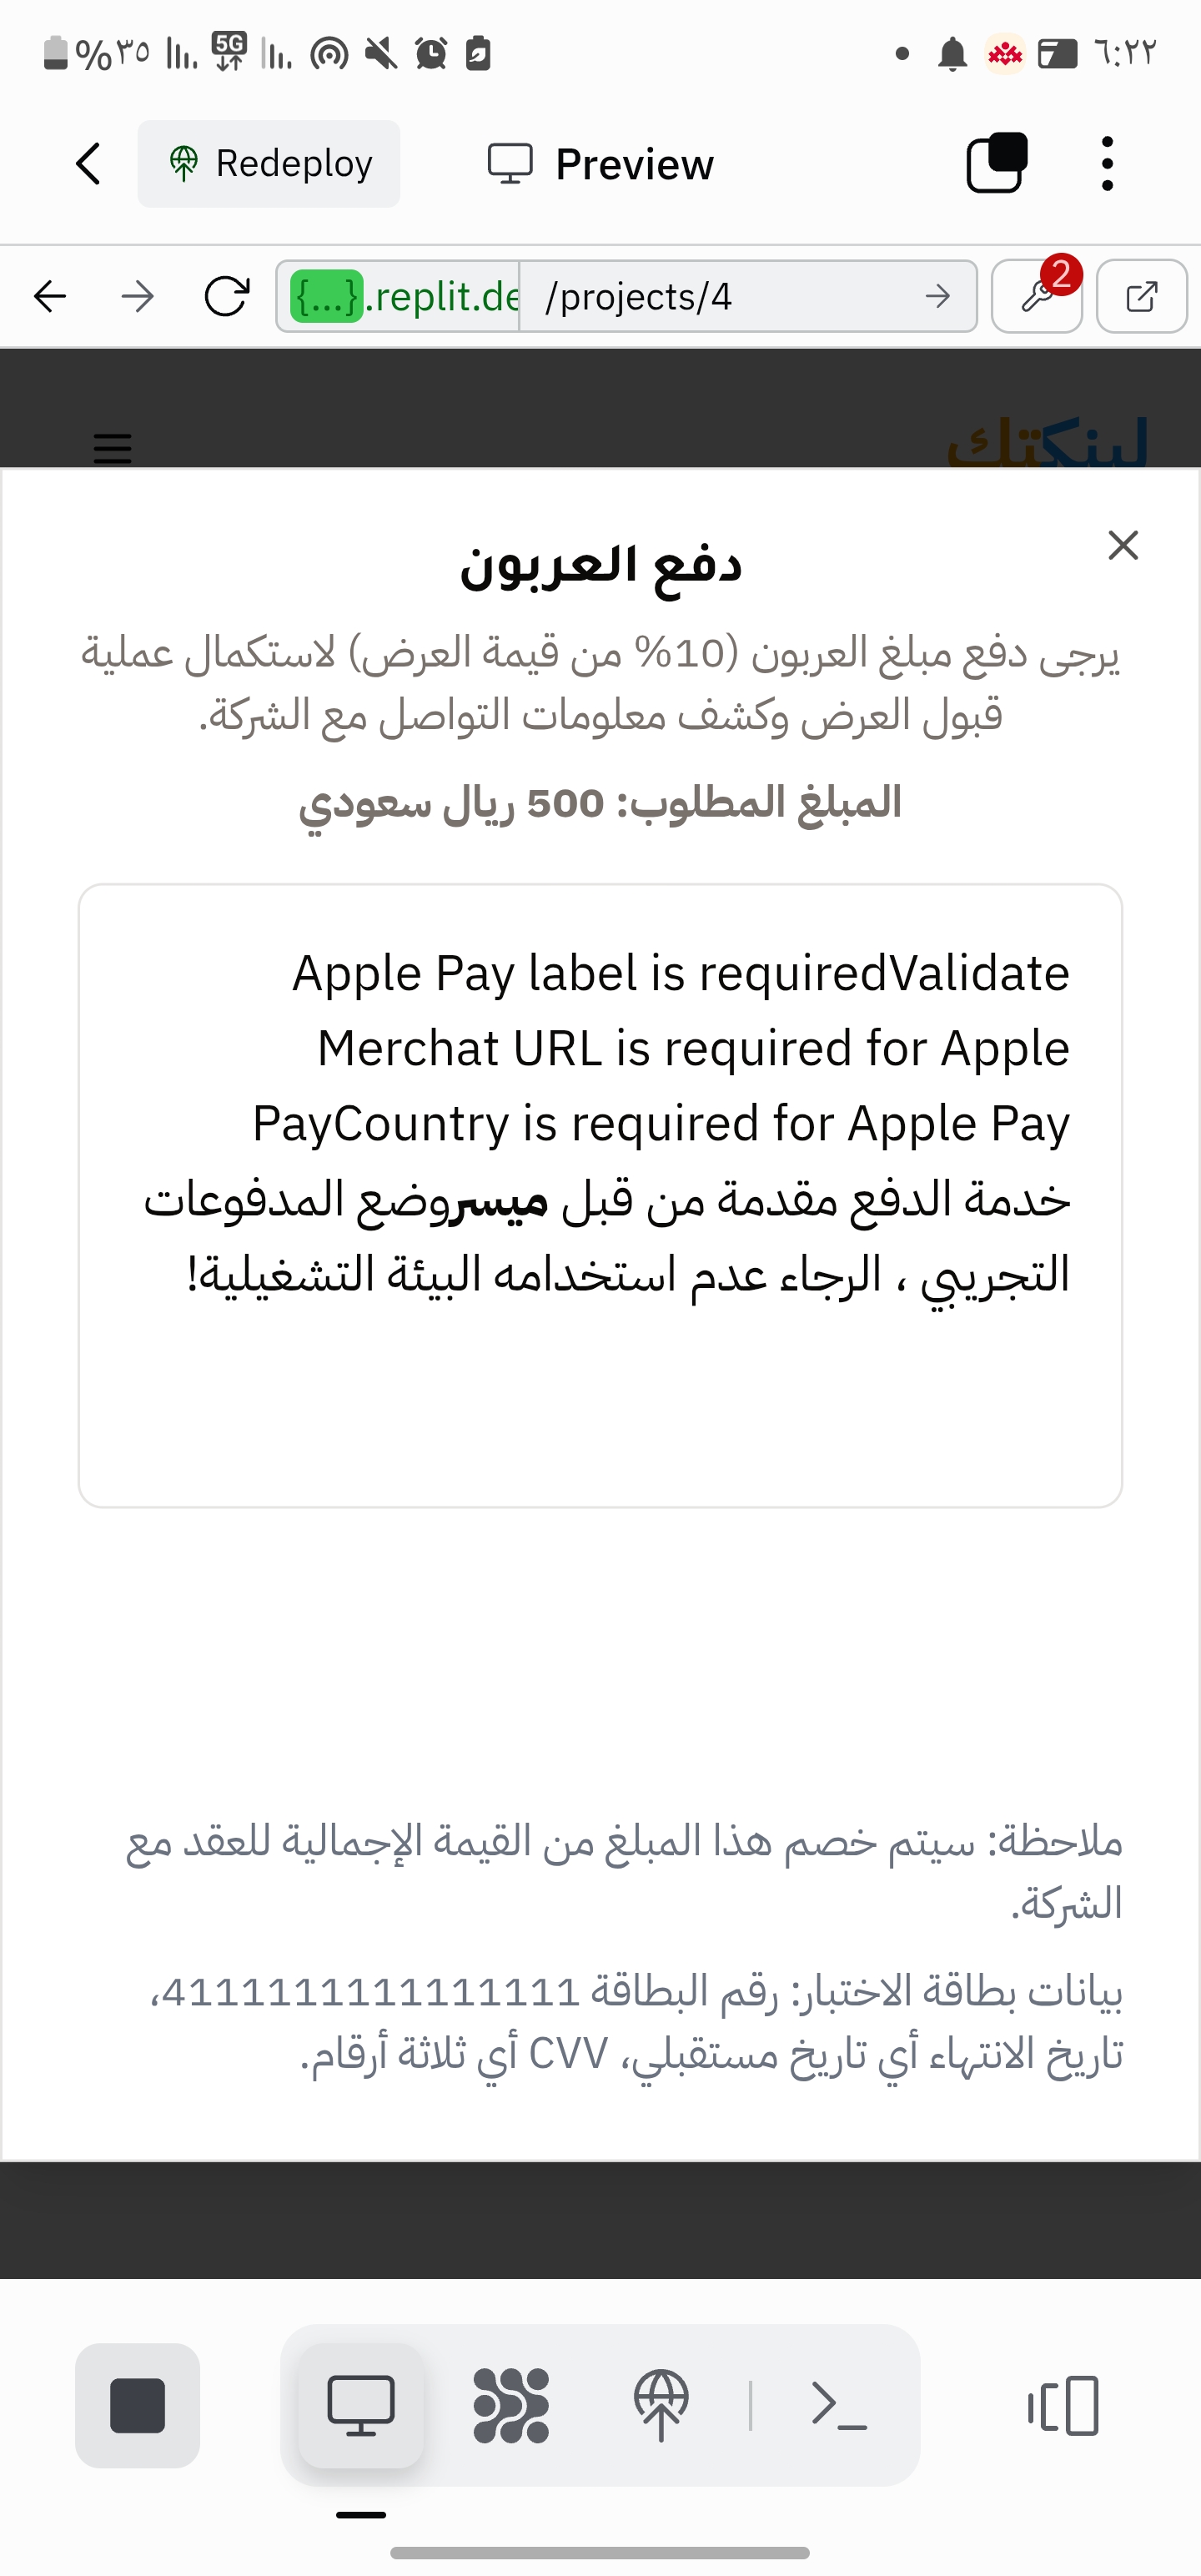 ٦:٢٢
%٣٥
5G
Redeploy
Preview
{...}.replit.de
/projects/4
2
لينكتك
دفع العربون
يرجى دفع مبلغ العربون (10% من قيمة العرض) لاستكمال عملية
قبول العرض وكشف معلومات التواصل مع الشركة.
المبلغ المطلوب: 500 ريال سعودي
Apple Pay label is requiredValidate
Merchat URL is required for Apple
PayCountry is required for Apple Pay
خدمة الدفع مقدمة من قبل ميسروضع المدفوعات
التجريبي ، الرجاء عدم استخدامه البيئة التشغيلية!
ملاحظة: سيتم خصم هذا المبلغ من القيمة الإجمالية للعقد مع
الشركة.
بيانات بطاقة الاختبار: رقم البطاقة 4111111111111111،
تاريخ الانتهاء أي تاريخ مستقبلي، CVV أي ثلاثة أرقام.